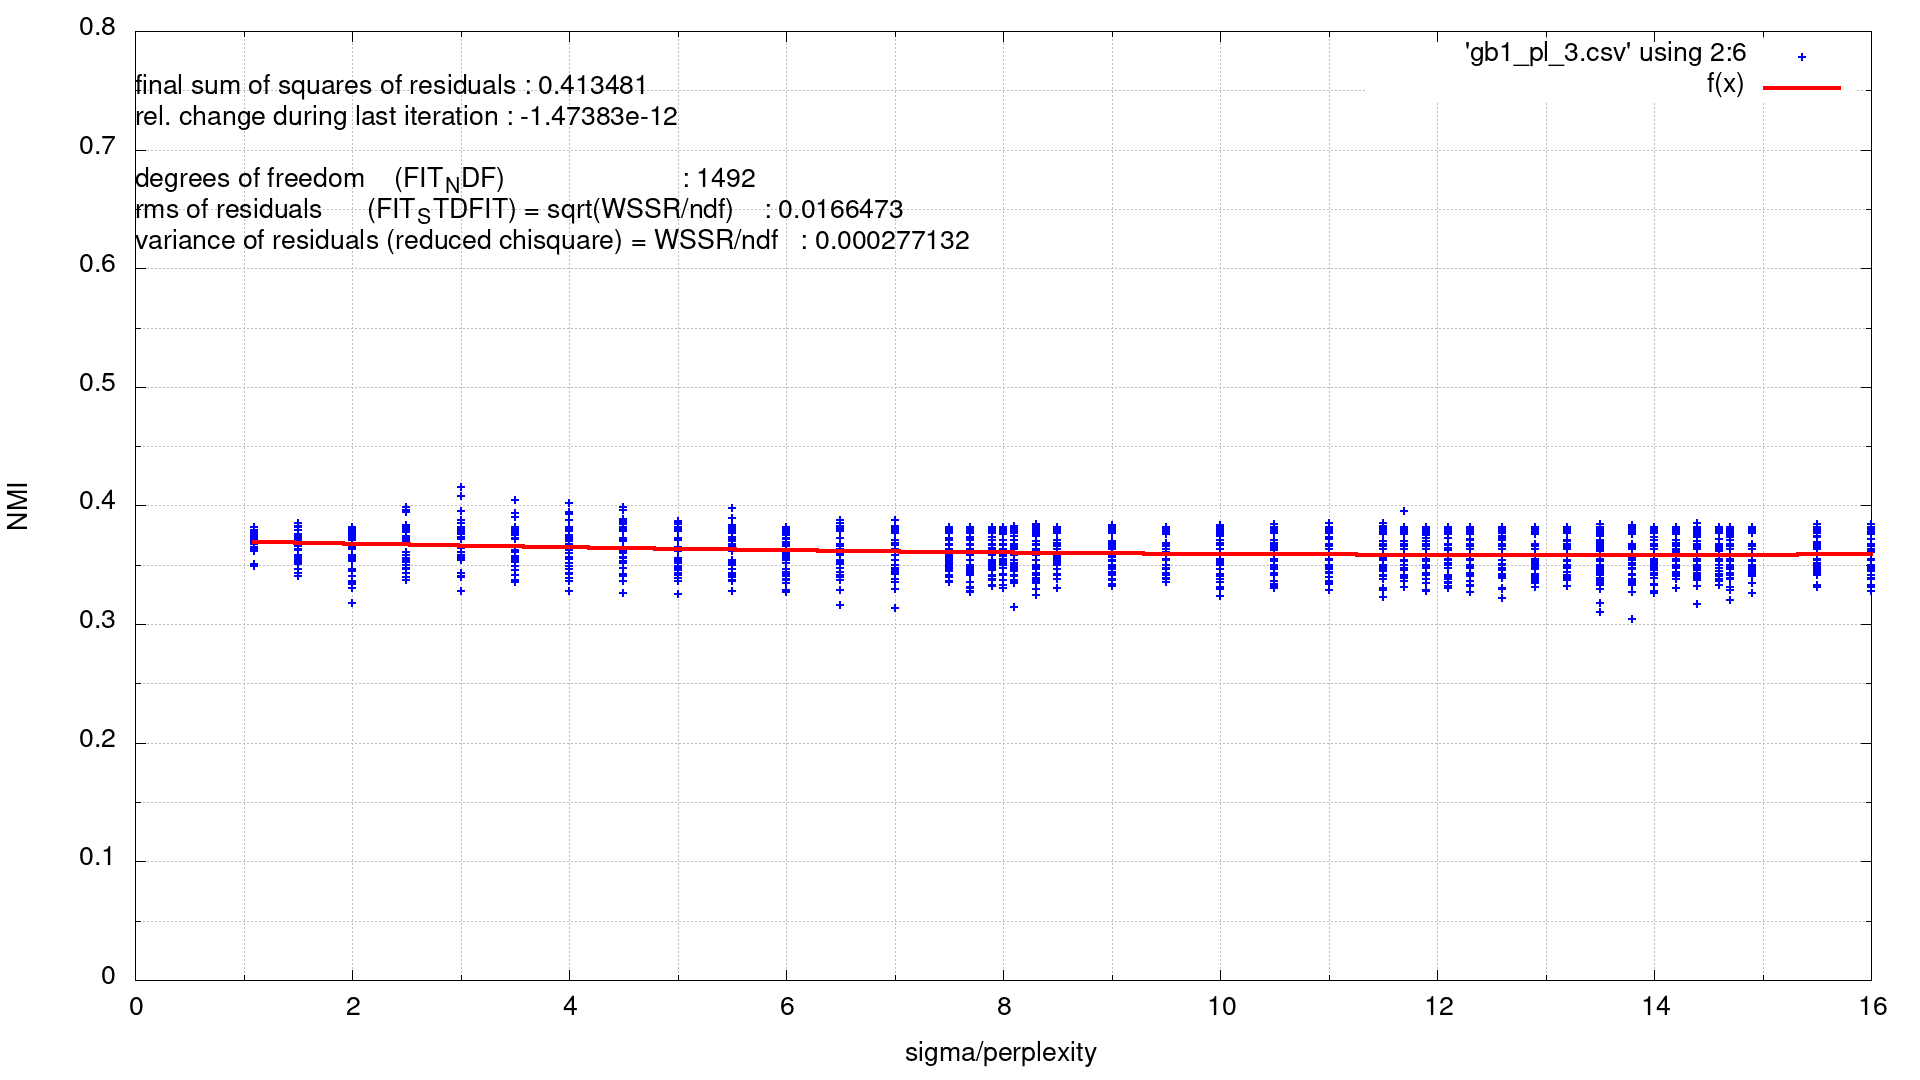 0.8
0.7
0.6
0.5
0.4
0.3
0.2
0.1
0
NMI
'gb1_pl_3.csv' using 2:6
f(x)
final sum of squares of residuals : 0.413481
rel. change during last iteration : -1.47383e-12
degrees of freedom (FIT_NDF) : 1492
rms of residuals (FIT_STDFIT) = sqrt(WSSR/ndf) : 0.0166473
variance of residuals (reduced chisquare) = WSSR/ndf : 0.000277132
0 2 4 6 8 10 12 14 16
sigma/perplexity